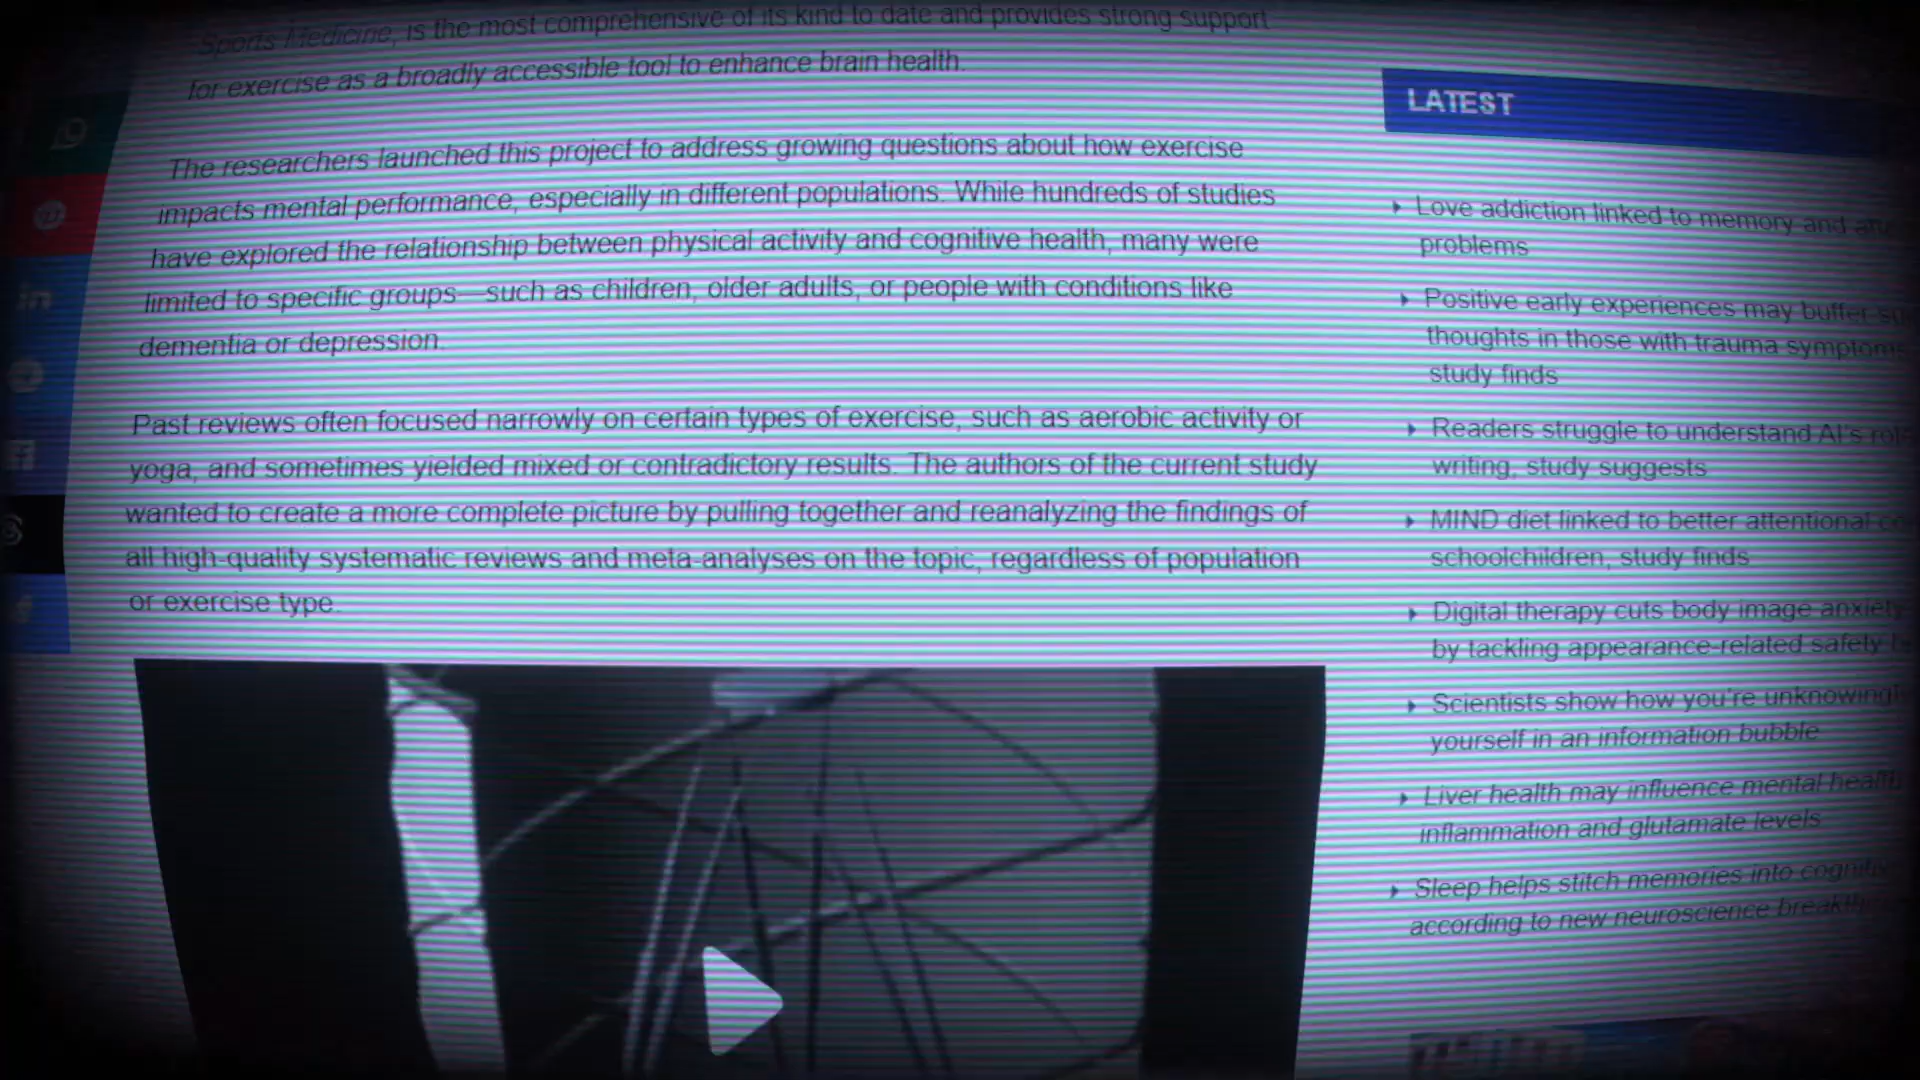 Sports Medicine, is the most comprehensive of its kind to date and provides strong support
for exercise as a broadly accessible tool to enhance brain health.
The researchers launched this project to address growing questions about how exercise
impacts mental performance, especially in different populations. While hundreds of studies
have explored the relationship between physical activity and cognitive health, many were
limited to specific groups—such as children, older adults, or people with conditions like
dementia or depression.
Past reviews often focused narrowly on certain types of exercise, such as aerobic activity or
yoga, and sometimes yielded mixed or contradictory results. The authors of the current study
wanted to create a more complete picture by pulling together and reanalyzing the findings of
all high-quality systematic reviews and meta-analyses on the topic, regardless of population
or exercise type.
in
LATEST
Love addiction linked to memory and
problems
Positive early experiences may buffer
thoughts in those with trauma symptoms
study finds
Readers struggle to understand AI's
writing, study suggests
MIND diet linked to better attentional
schoolchildren, study finds
Digital therapy cuts body image anxiety
by tackling appearance-related safety
Scientists show how you're unknowingly
yourself in an information bubble
Liver health may influence mental health
inflammation and glutamate levels
Sleep helps stitch memories into
according to new neuroscience